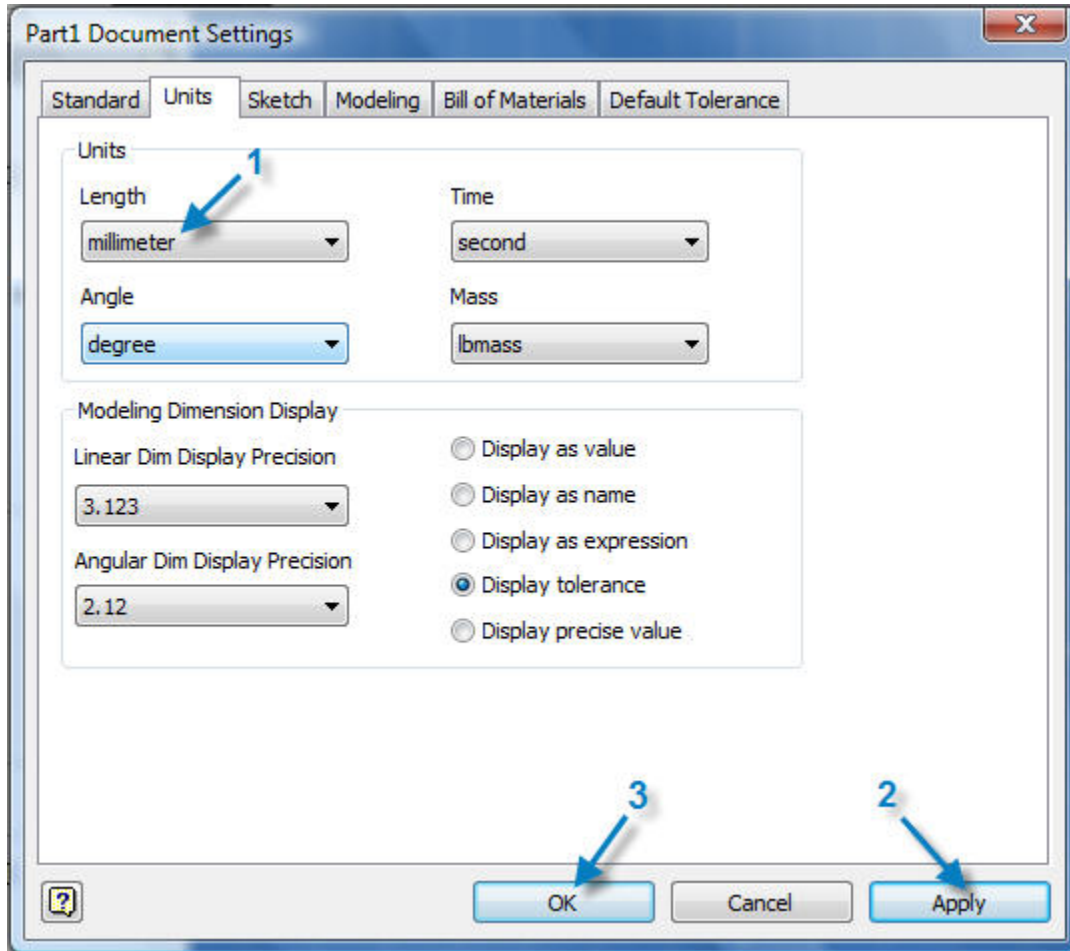 Part1 Document Settings
X
Standard Units Sketch Modeling Bill of Materials Default Tolerance
Units
1
Length Time
millimeter second
Angle Mass
degree lbmass
Modeling Dimension Display
Linear Dim Display Precision
3.123
Angular Dim Display Precision
2.12
Display as value
Display as name
Display as expression
Display tolerance
Display precise value
3 2
? OK Cancel Apply